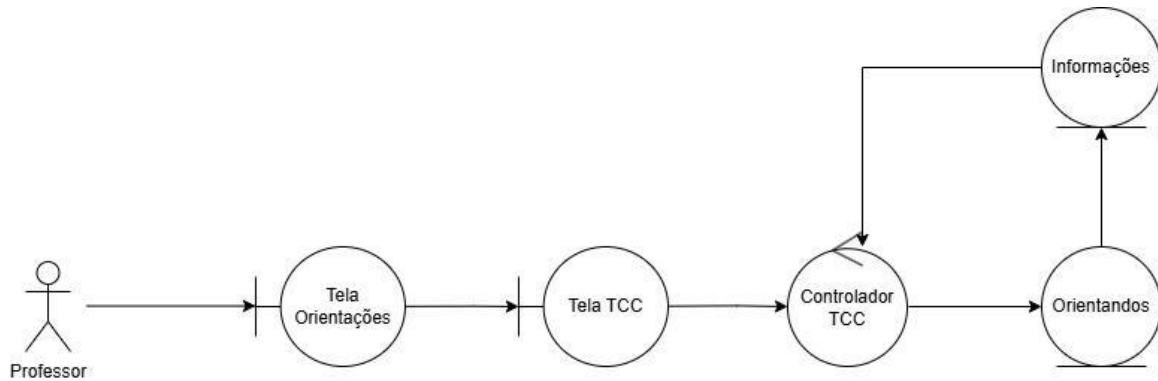 Informações
Tela
Orientações
Tela TCC
Controlador
TCC
Orientandos
Professor